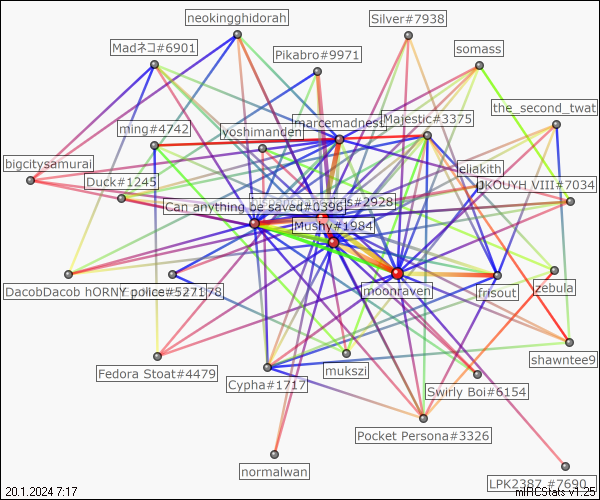 neokingghidorah
Silver#7938
Madネコ#6901
Pikabro#9971
somass
the_second_twat
marcemadness
Majestic#3375
ming#4742
yoshimanden
bigcitysamurai
eliakith
Duck#1245
JKOUYH VIII#7034
Can anything be saved#0396
s#2928
Mushy#1984
DacobDacob hORNY police#5271
378
moonraven
frisout
zebula
shawntee9
Fedora Stoat#4479
Cypha#1717
mukszi
Swirly Boi#6154
Pocket Persona#3326
normalwan
LPK2387 #7690
20.1.2024 7:17
mIRCStats v1.25